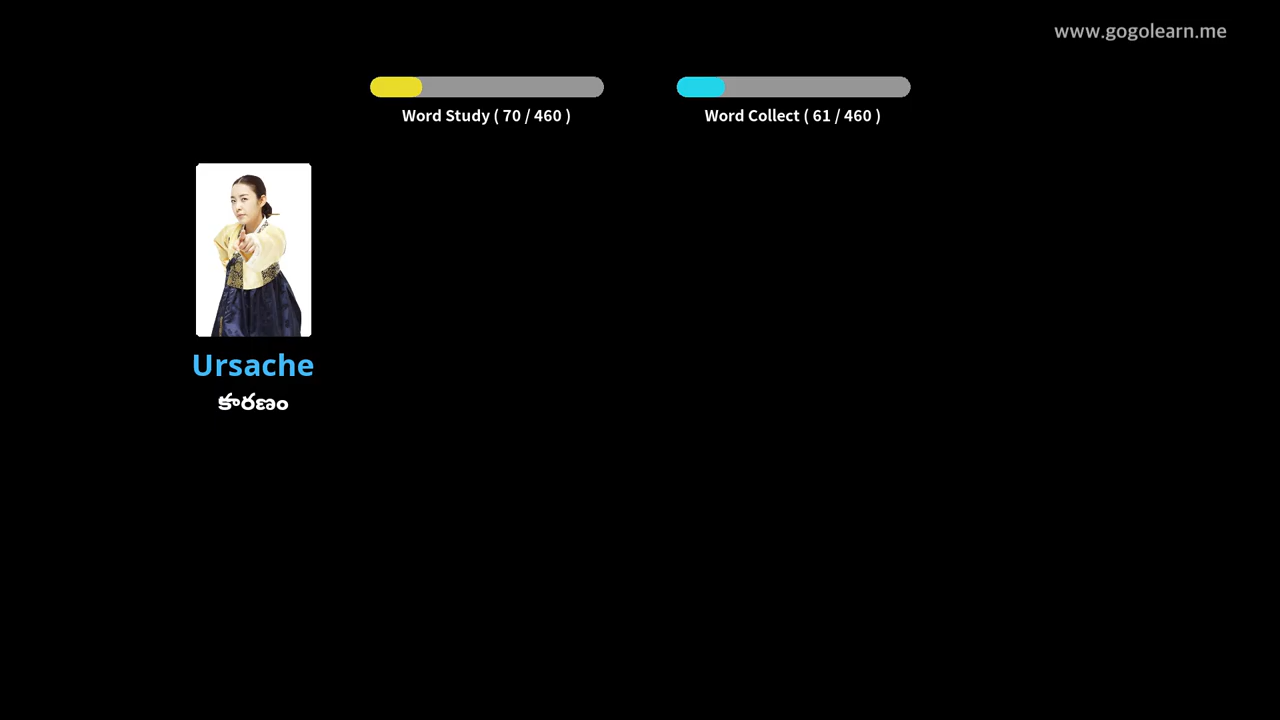 www.gogolearn.me
Word Study ( 70 / 460 )
Word Collect ( 61 / 460 )
Ursache
కారణం